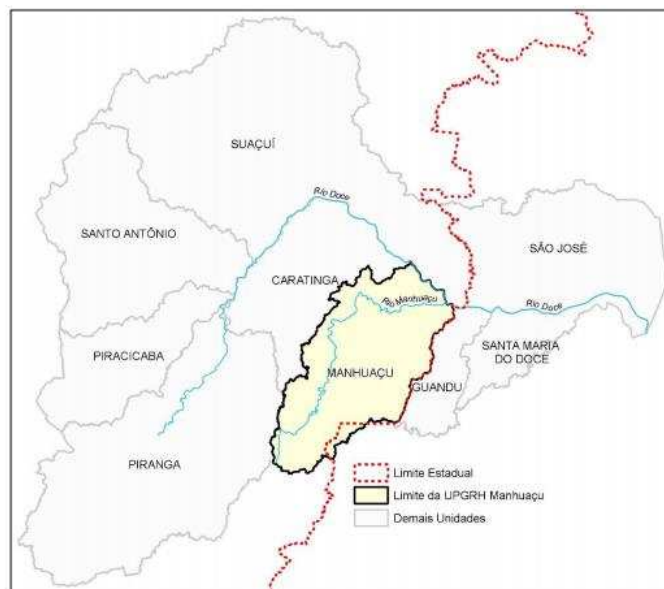 SUAÇUÍ
Rio Doce
SANTO ANTÔNIO
SÃO JOSÉ
CARATINGA
Rio Manhuaçu
Rio Doce
PIRACICABA
SANTA MARIA
DO DOCE
MANHUAÇU
GUANDU
PIRANGA
Limite Estadual
Limite da UPGRH Manhuaçu
Demais Unidades